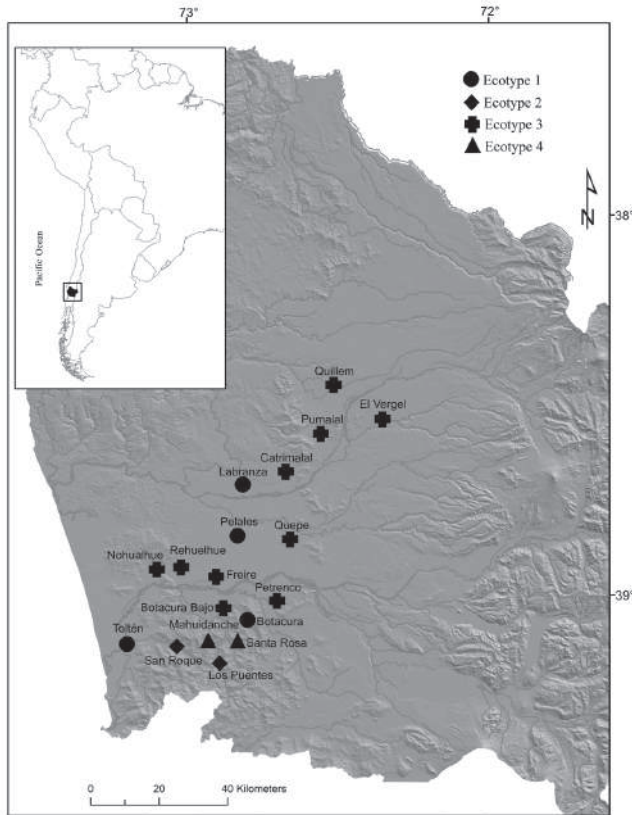 73°
72°
Ecotype 1
Ecotype 2
Ecotype 3
Ecotype 4
N
38°
Pacific Ocean
Quillem
El Vergel
Pumalal
Catrimalal
Labranza
Pelales
Quepe
Nohualhue
Rehuelhue
Freire
Petrenco
Botacura Bajo
Botacura
Mahuidanche
Toltén
Santa Rosa
San Roque
Los Puentes
39°
0 20 40 Kilometers